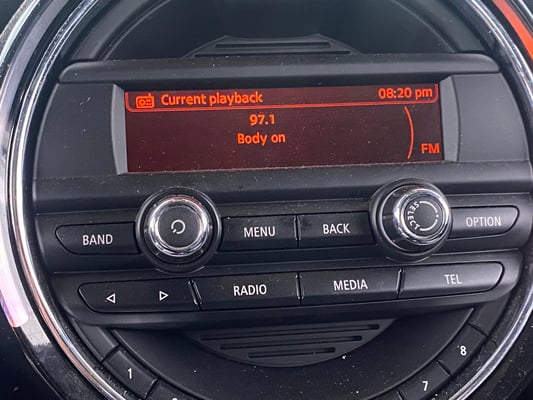 Current playback 08:20 pm
97.1
Body on
FM
BAND MENU BACK SELECT OPTION
RADIO MEDIA TEL
1 7 8